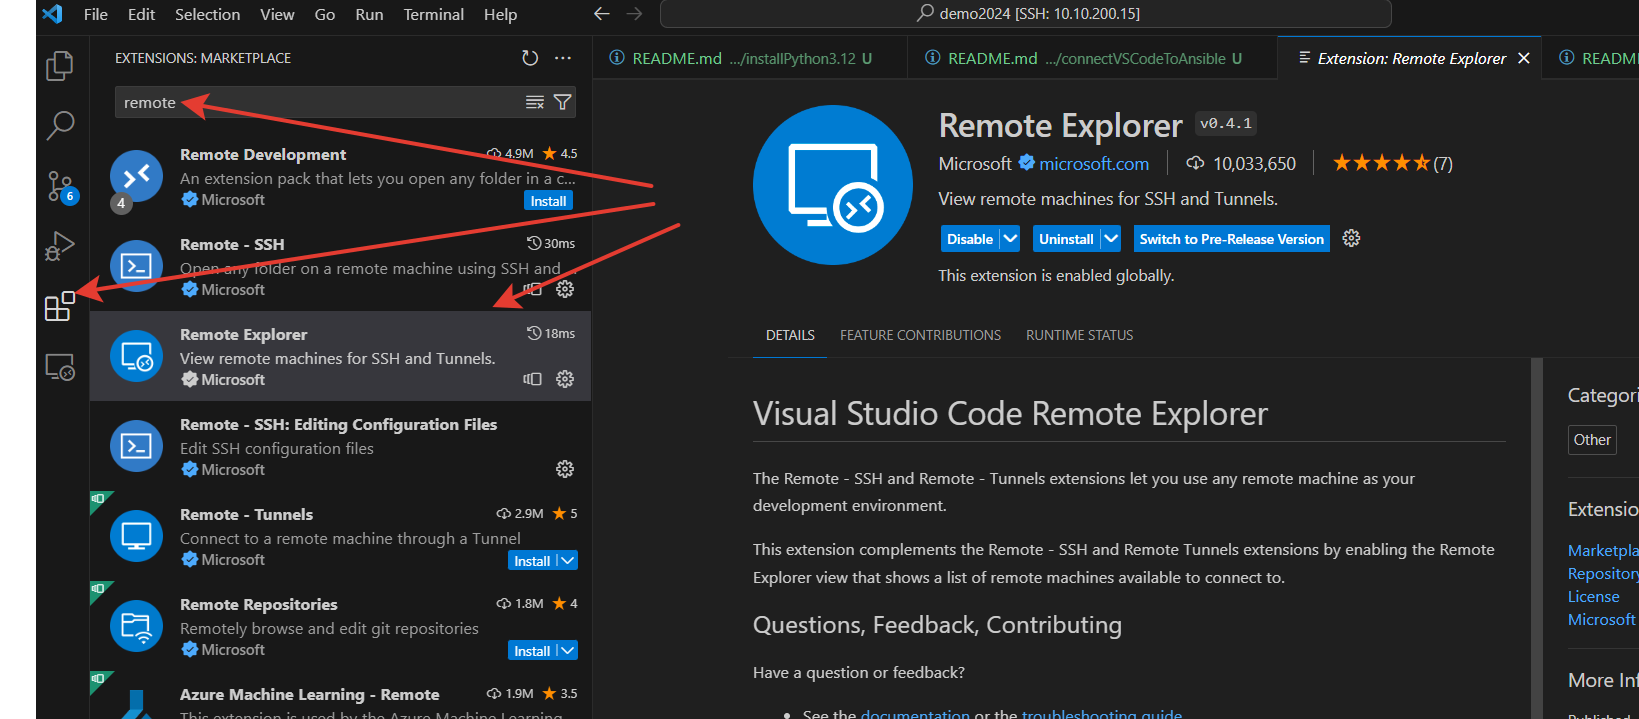 File Edit Selection View Go Run Terminal Help
demo2024 [SSH: 10.10.200.15]
EXTENSIONS: MARKETPLACE
remote
6
Remote Development 4.9M 4.5
An extension pack that lets you open any folder in a c...
4
Microsoft Install
Remote - SSH 30ms
Open any folder on a remote machine using SSH and ...
Microsoft
Remote Explorer 18ms
View remote machines for SSH and Tunnels.
Microsoft
Remote - SSH: Editing Configuration Files
Edit SSH configuration files
Microsoft
Remote - Tunnels 2.9M 5
Connect to a remote machine through a Tunnel
Microsoft Install
Remote Repositories 1.8M 4
Remotely browse and edit git repositories
Microsoft Install
Azure Machine Learning - Remote 1.9M 3.5
This extension is used by the Azure Machine Learning
README.md .../installPython3.12 U
README.md .../connectVSCodeToAnsible U
Extension: Remote Explorer
READM
Remote Explorer v0.4.1
Microsoft microsoft.com 10,033,650 (7)
View remote machines for SSH and Tunnels.
Disable Uninstall Switch to Pre-Release Version
This extension is enabled globally.
DETAILS FEATURE CONTRIBUTIONS RUNTIME STATUS
Visual Studio Code Remote Explorer
The Remote - SSH and Remote - Tunnels extensions let you use any remote machine as your
development environment.
This extension complements the Remote - SSH and Remote Tunnels extensions by enabling the Remote
Explorer view that shows a list of remote machines available to connect to.
Questions, Feedback, Contributing
Have a question or feedback?
• See the documentation or the troubleshooting guide
Categori
Other
Extensio
Marketpla
Repository
License
Microsoft
More Inf
Published